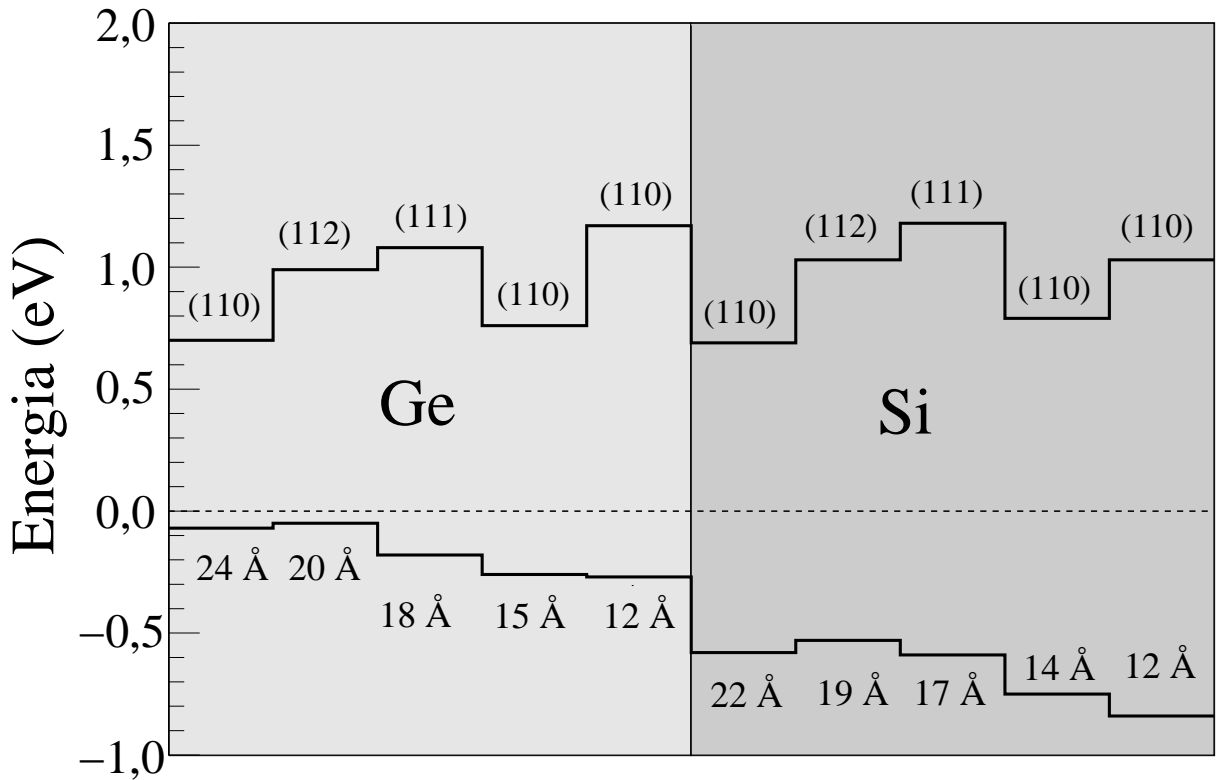 2,0
1,5
1,0
0,5
0,0
−0,5
−1,0
Energia (eV)
(110)
(112)
(111)
(110)
(110)
(110)
(112)
(111)
(110)
(110)
Ge
Si
24 Å
20 Å
18 Å
15 Å
12 Å
22 Å
19 Å
17 Å
14 Å
12 Å